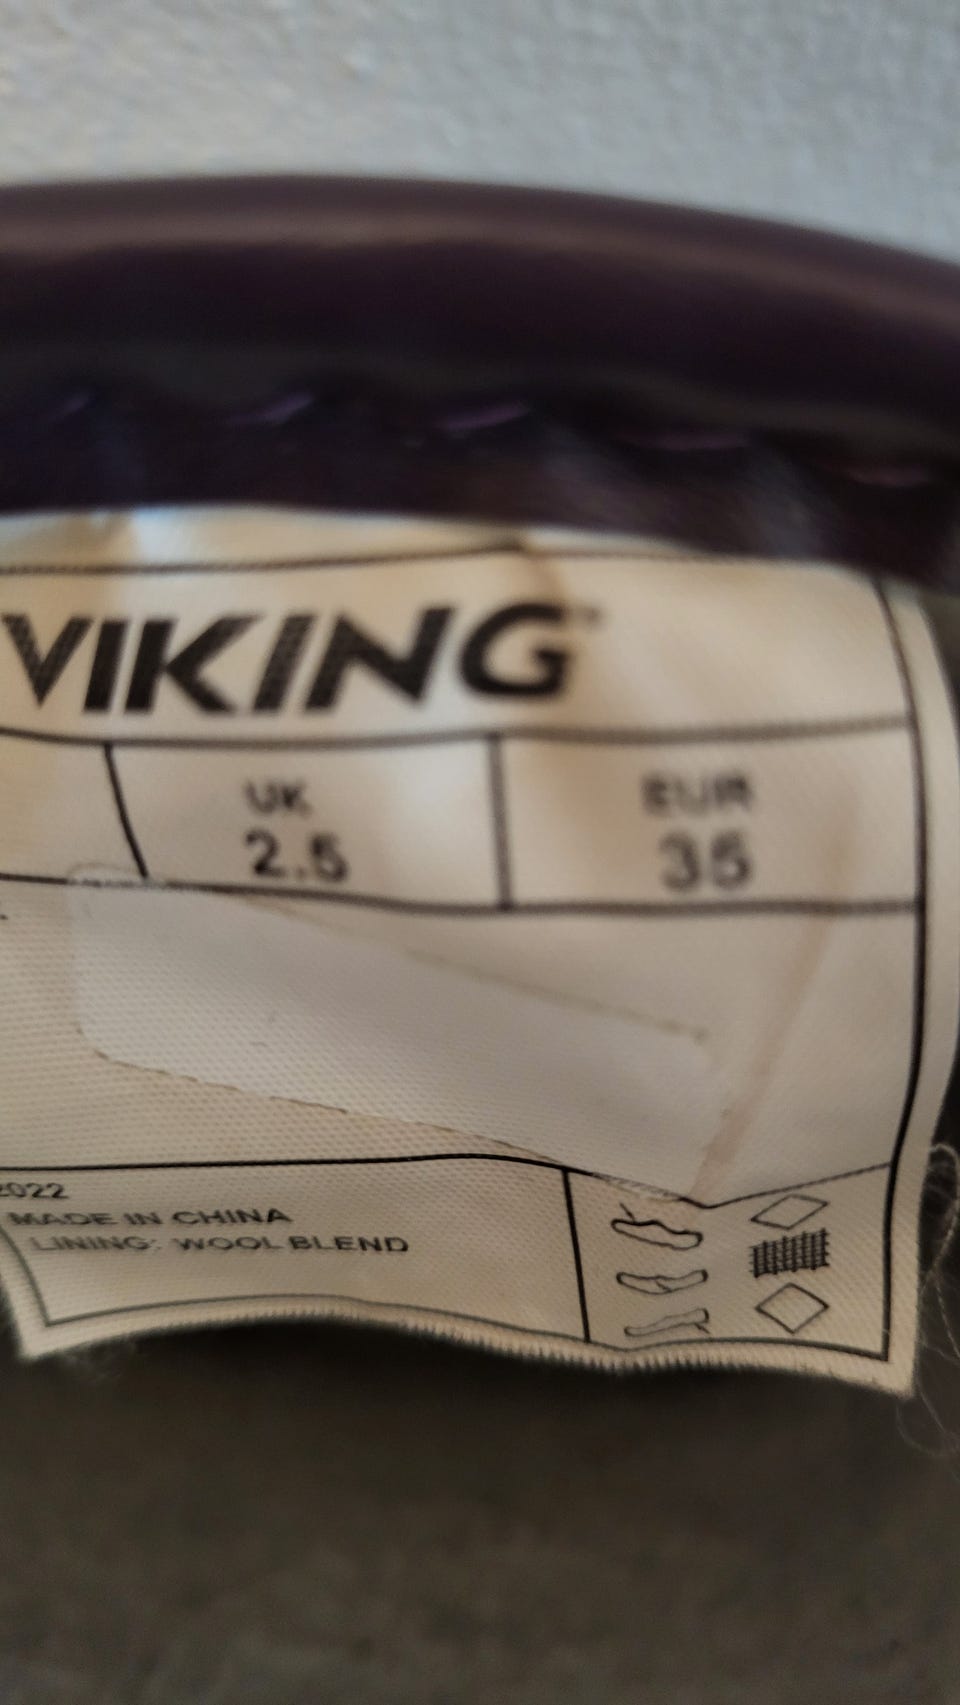 VIKING
UK
EUR
2.5
35
2022
MADE IN CHINA
LINING: WOOL BLEND